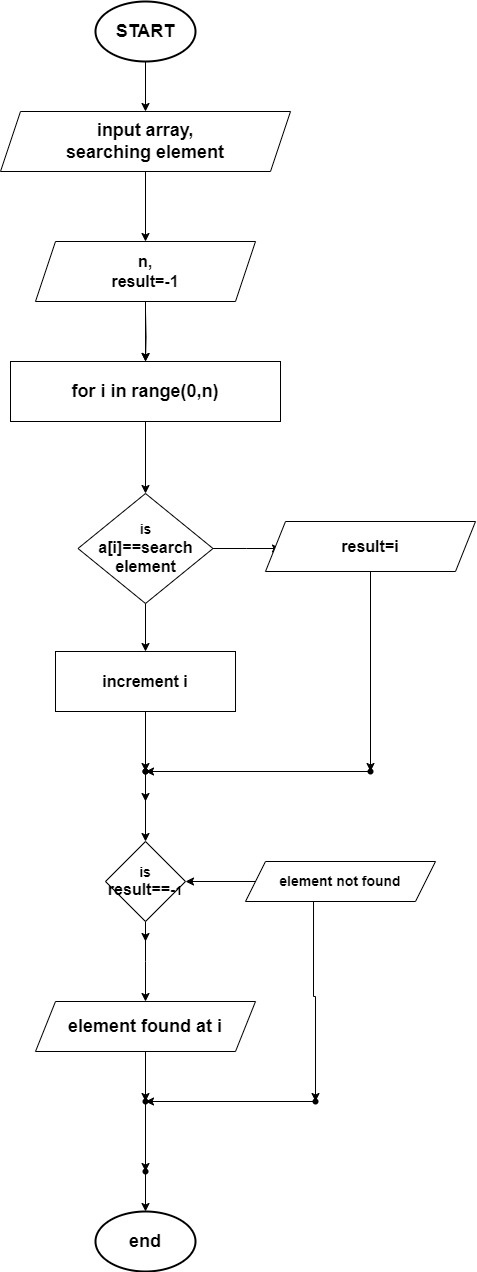 START
input array,
searching element
n,
result=-1
for i in range(0,n)
is
a[i]==search
element
result=i
increment i
is
result==-1
element not found
element found at i
end